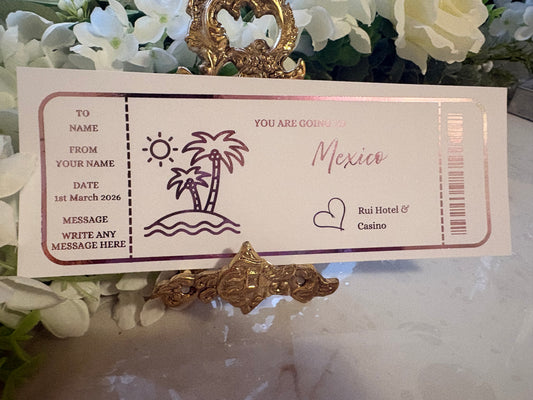 TO
NAME
FROM
YOUR NAME
DATE
1st March 2026
MESSAGE
WRITE ANY
MESSAGE HERE
YOU ARE GOING TO
Mexico
Rui Hotel &
Casino